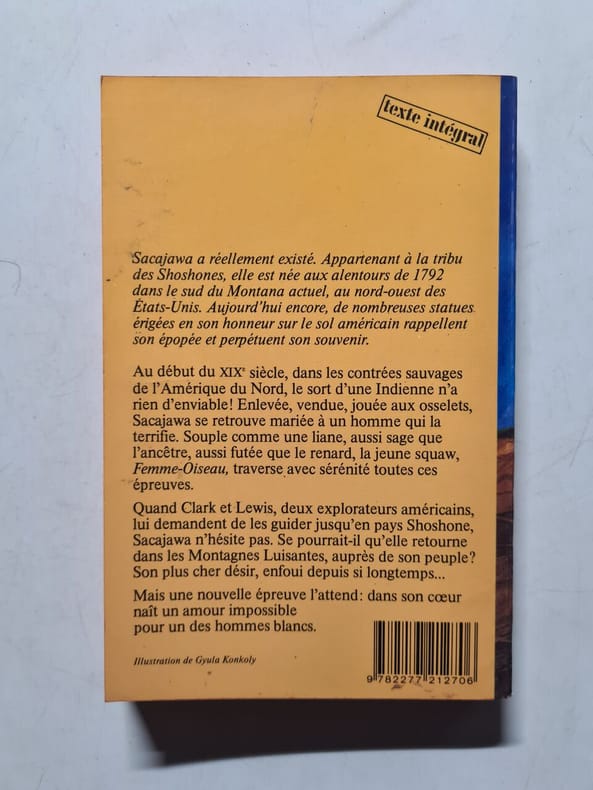 texte intégral
Sacajawa a réellement existé. Appartenant à la tribu
des Shoshones, elle est née aux alentours de 1792
dans le sud du Montana actuel, au nord-ouest des
États-Unis. Aujourd'hui encore, de nombreuses statues
érigées en son honneur sur le sol américain rappellent
son épopée et perpétuent son souvenir.
Au début du XIXe siècle, dans les contrées sauvages
de l'Amérique du Nord, le sort d'une Indienne n'a
rien d'enviable! Enlevée, vendue, jouée aux osselets,
Sacajawa se retrouve mariée à un homme qui la
terrifie. Souple comme une liane, aussi sage que
l'ancêtre, aussi futée que le renard, la jeune squaw,
Femme-Oiseau, traverse avec sérénité toutes ces
épreuves.
Quand Clark et Lewis, deux explorateurs américains,
lui demandent de les guider jusqu'en pays Shoshone,
Sacajawa n'hésite pas. Se pourrait-il qu'elle retourne
dans les Montagnes Luisantes, auprès de son peuple?
Son plus cher désir, enfoui depuis si longtemps...
Mais une nouvelle épreuve l'attend: dans son cœur
naît un amour impossible
pour un des hommes blancs.
Illustration de Gyula Konkoly
9 782277 212706